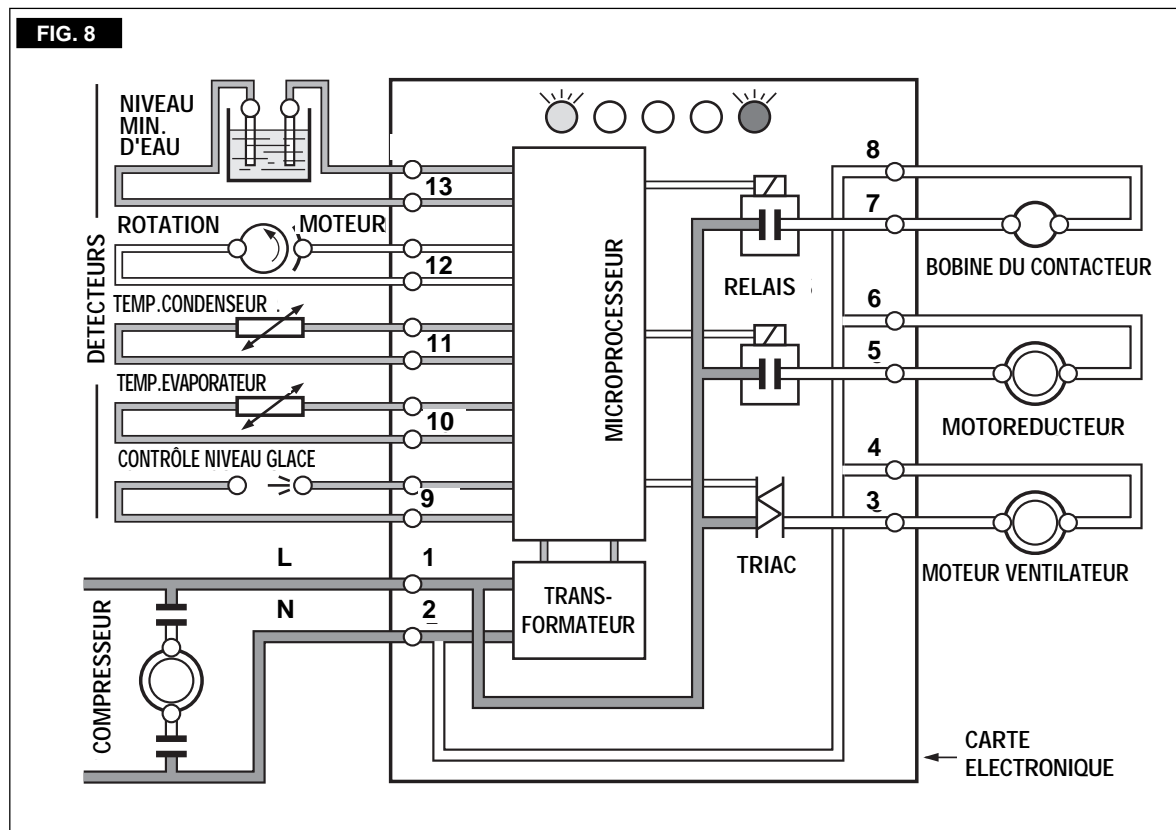 FIG. 8
NIVEAU
MIN.
D'EAU
13
ROTATION
MOTEUR
12
TEMP.CONDENSEUR
11
TEMP.EVAPORATEUR
10
CONTRÔLE NIVEAU GLACE
9
DETECTEURS
L
1
N
2
COMPRESSEUR
MICROPROCESSEUR
TRANS-
FORMATEUR
RELAIS
TRIAC
8
7
BOBINE DU CONTACTEUR
6
5
MOTOREDUCTEUR
4
3
MOTEUR VENTILATEUR
CARTE
ELECTRONIQUE